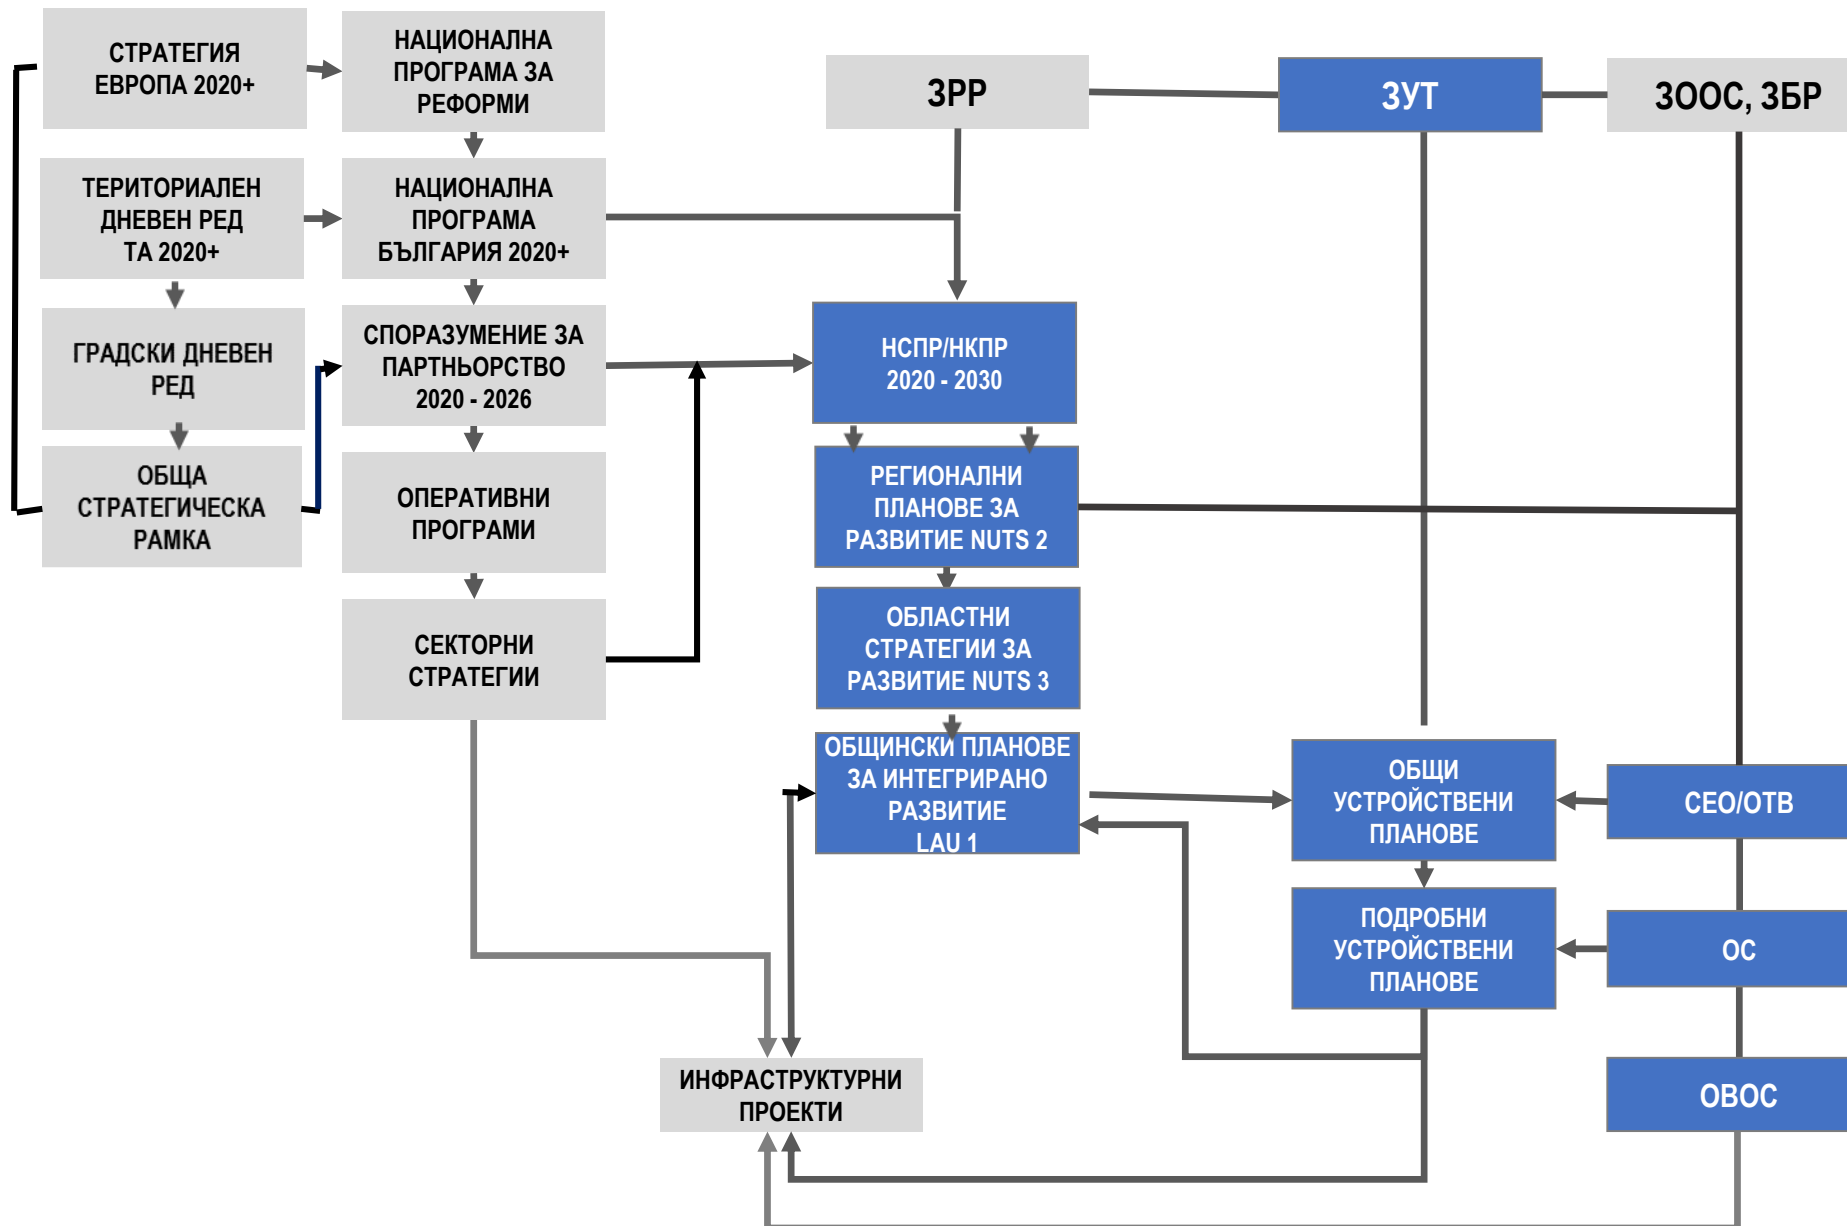 СТРАТЕГИЯ
ЕВРОПА 2020+
НАЦИОНАЛНА
ПРОГРАМА ЗА
РЕФОРМИ
ЗРР
ЗУТ
ЗООС, ЗБР
ТЕРИТОРИАЛЕН
ДНЕВЕН РЕД
ТА 2020+
НАЦИОНАЛНА
ПРОГРАМА
БЪЛГАРИЯ 2020+
ГРАДСКИ ДНЕВЕН
РЕД
СПОРАЗУМЕНИЕ ЗА
ПАРТНЬОРСТВО
2020 - 2026
НСПР/НКПР
2020 - 2030
ОБЩА
СТРАТЕГИЧЕСКА
РАМКА
ОПЕРАТИВНИ
ПРОГРАМИ
РЕГИОНАЛНИ
ПЛАНОВЕ ЗА
РАЗВИТИЕ NUTS 2
СЕКТОРНИ
СТРАТЕГИИ
ОБЛАСТНИ
СТРАТЕГИИ ЗА
РАЗВИТИЕ NUTS 3
ОБЩИНСКИ ПЛАНОВЕ
ЗА ИНТЕГРИРАНО
РАЗВИТИЕ
LAU 1
ОБЩИ
УСТРОЙСТВЕНИ
ПЛАНОВЕ
СЕО/ОТВ
ПОДРОБНИ
УСТРОЙСТВЕНИ
ПЛАНОВЕ
ОС
ИНФРАСТРУКТУРНИ
ПРОЕКТИ
ОВОС